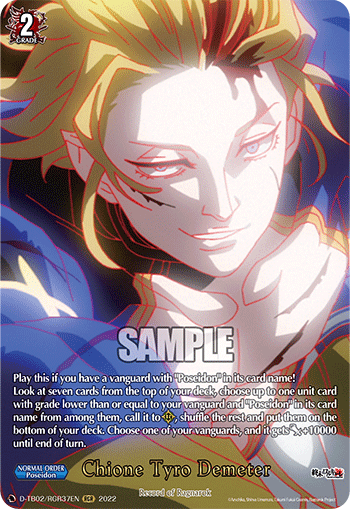 2
GRADE
SAMPLE
Play this if you have a vanguard with "Poseidon" in its card name!
Look at seven cards from the top of your deck, choose up to one unit card
with grade lower than or equal to your vanguard and "Poseidon" in its card
name from among them, call it to , shuffle the rest and put them on the
bottom of your deck. Choose one of your vanguards, and it gets +10000
until end of turn.
NORMAL ORDER
Poseidon
Chione Tyro Demeter
D-TB02/RGR37EN 2022
Record of Ragnarok